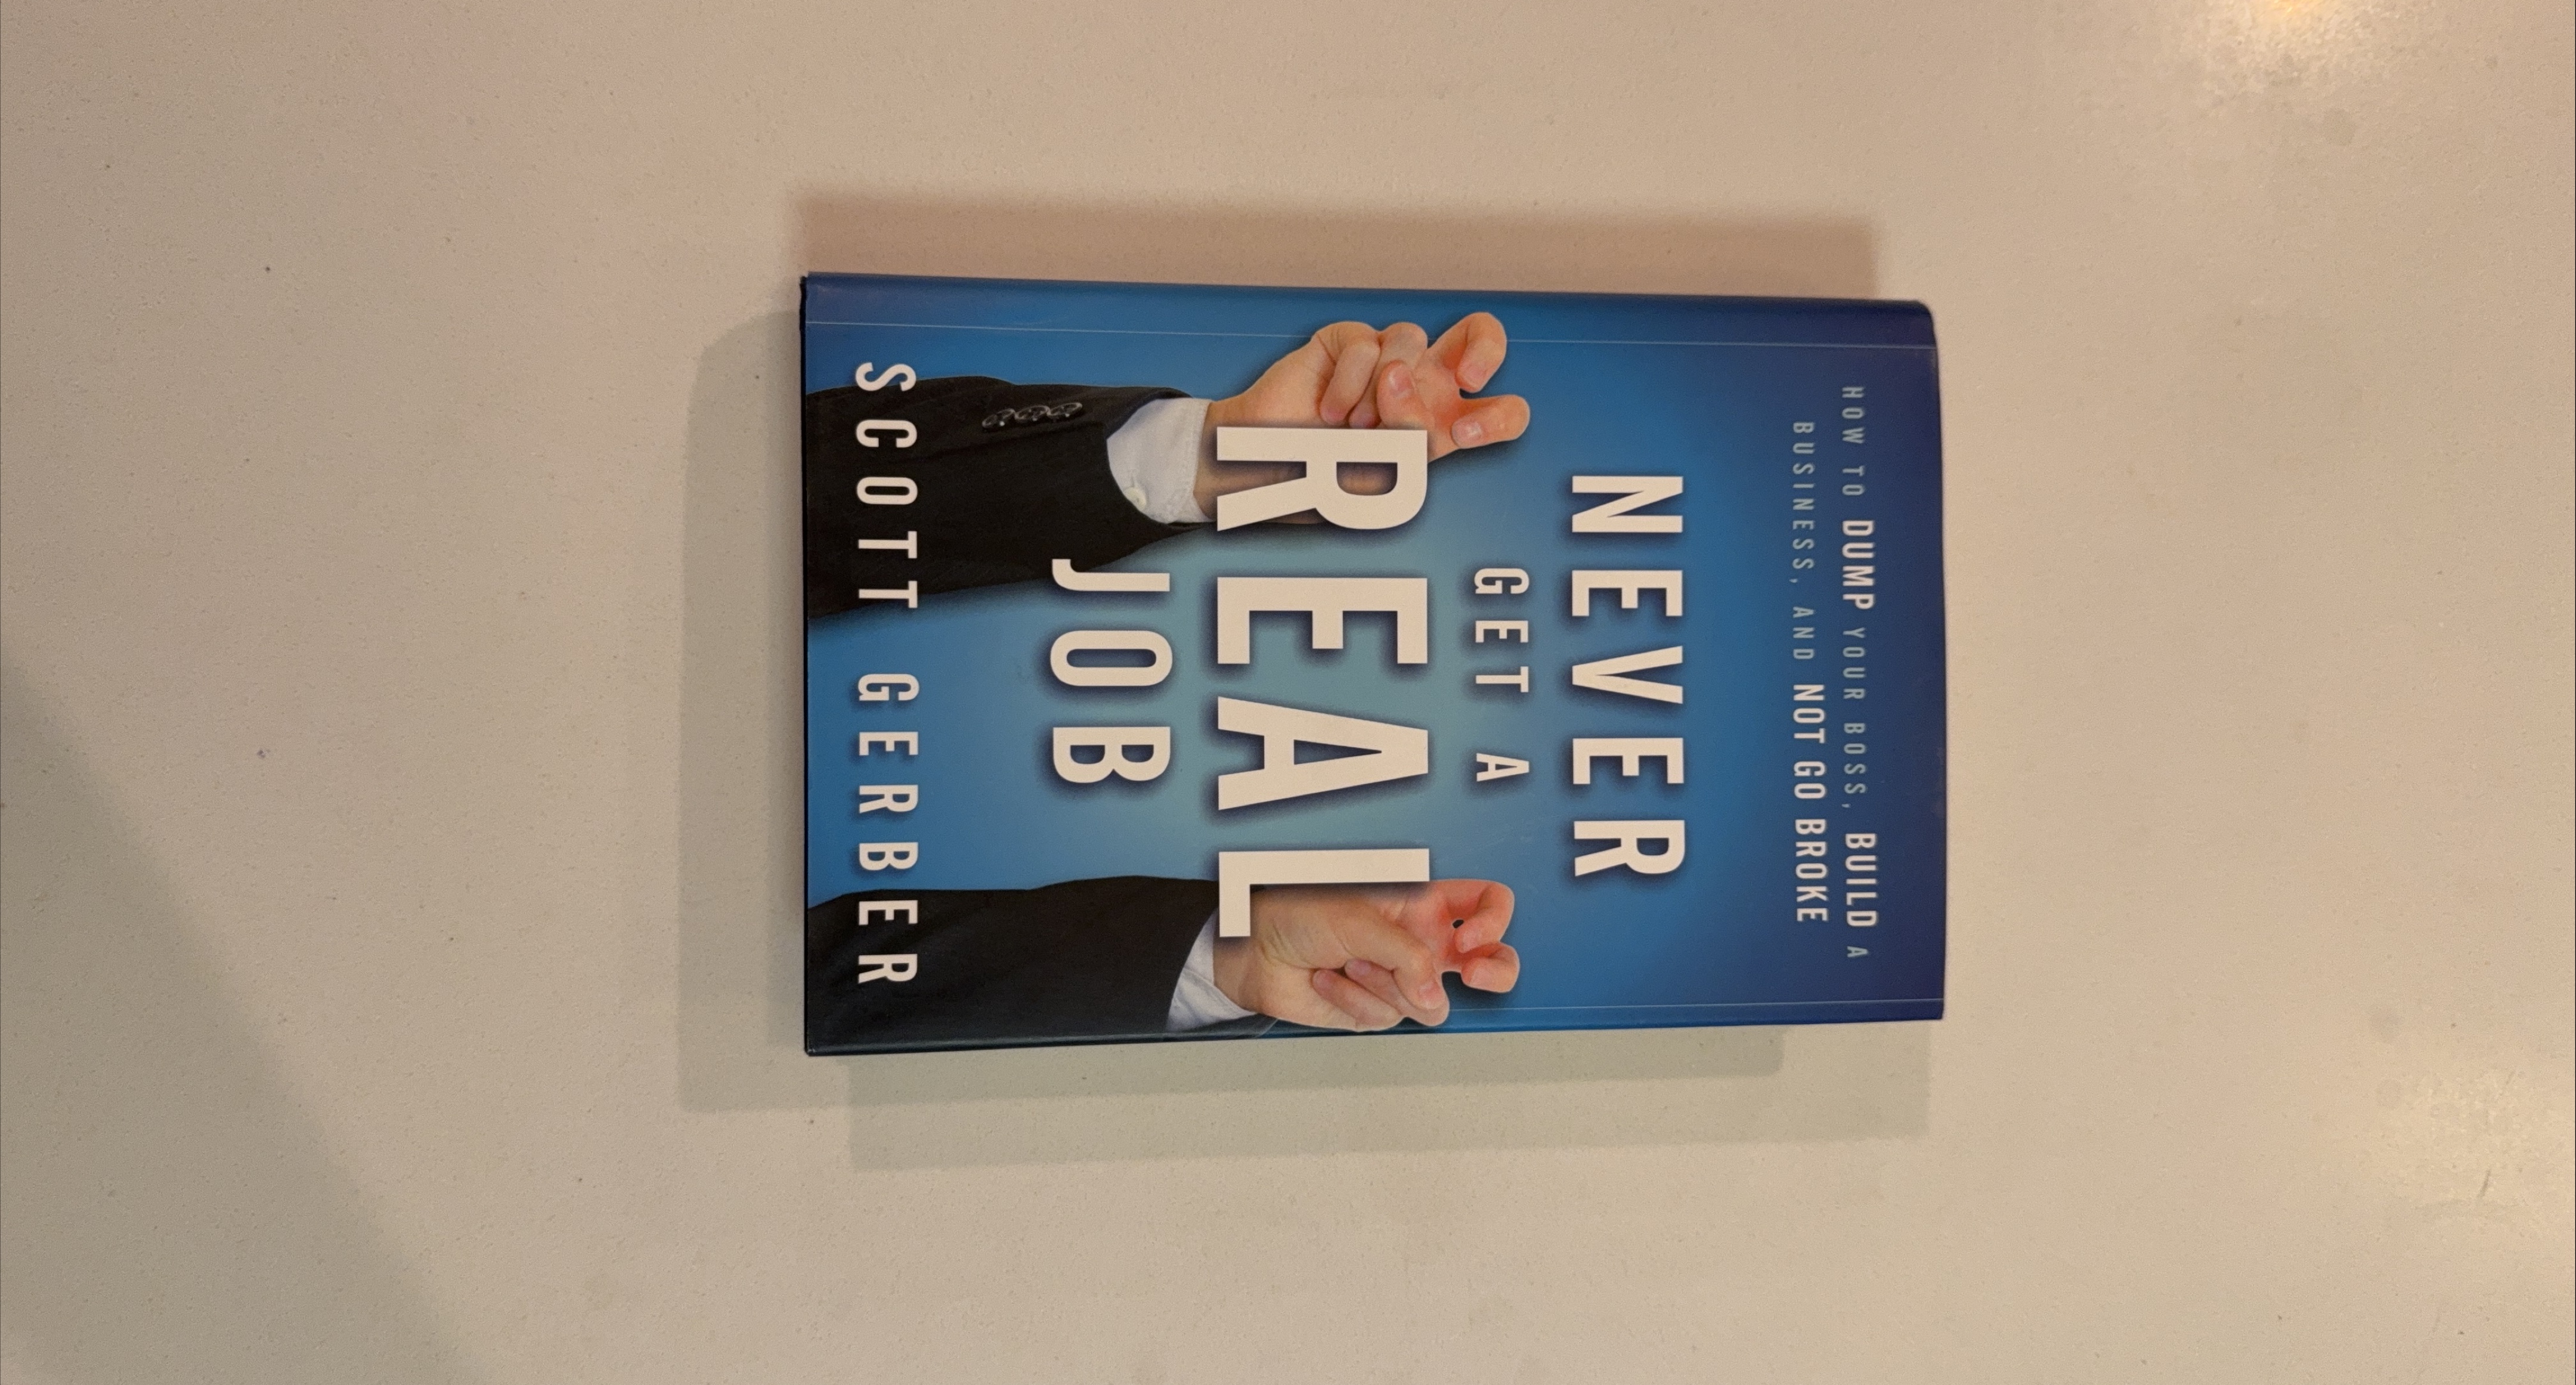 HOW TO DUMP YOUR BOSS, BUILD A
BUSINESS, AND NOT GO BROKE
NEVER
GET A
REAL
JOB
SCOTT GERBER